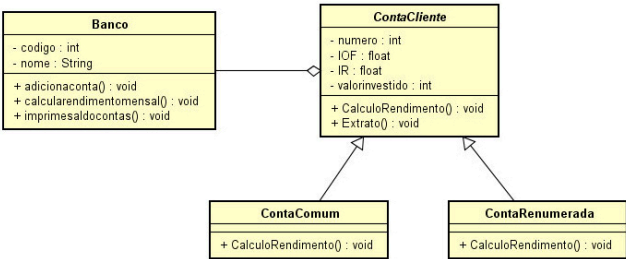 Banco
- codigo : int
- nome : String
+ adicionaconta() : void
+ calcularendimentomensal() : void
+ imprimesaldocontas() : void
ContaCliente
- numero : int
- IOF : float
- IR : float
- valorinvestido : int
+ CalculoRendimento() : void
+ Extrato() : void
ContaComum
+ CalculoRendimento() : void
ContaRenumerada
+ CalculoRendimento() : void